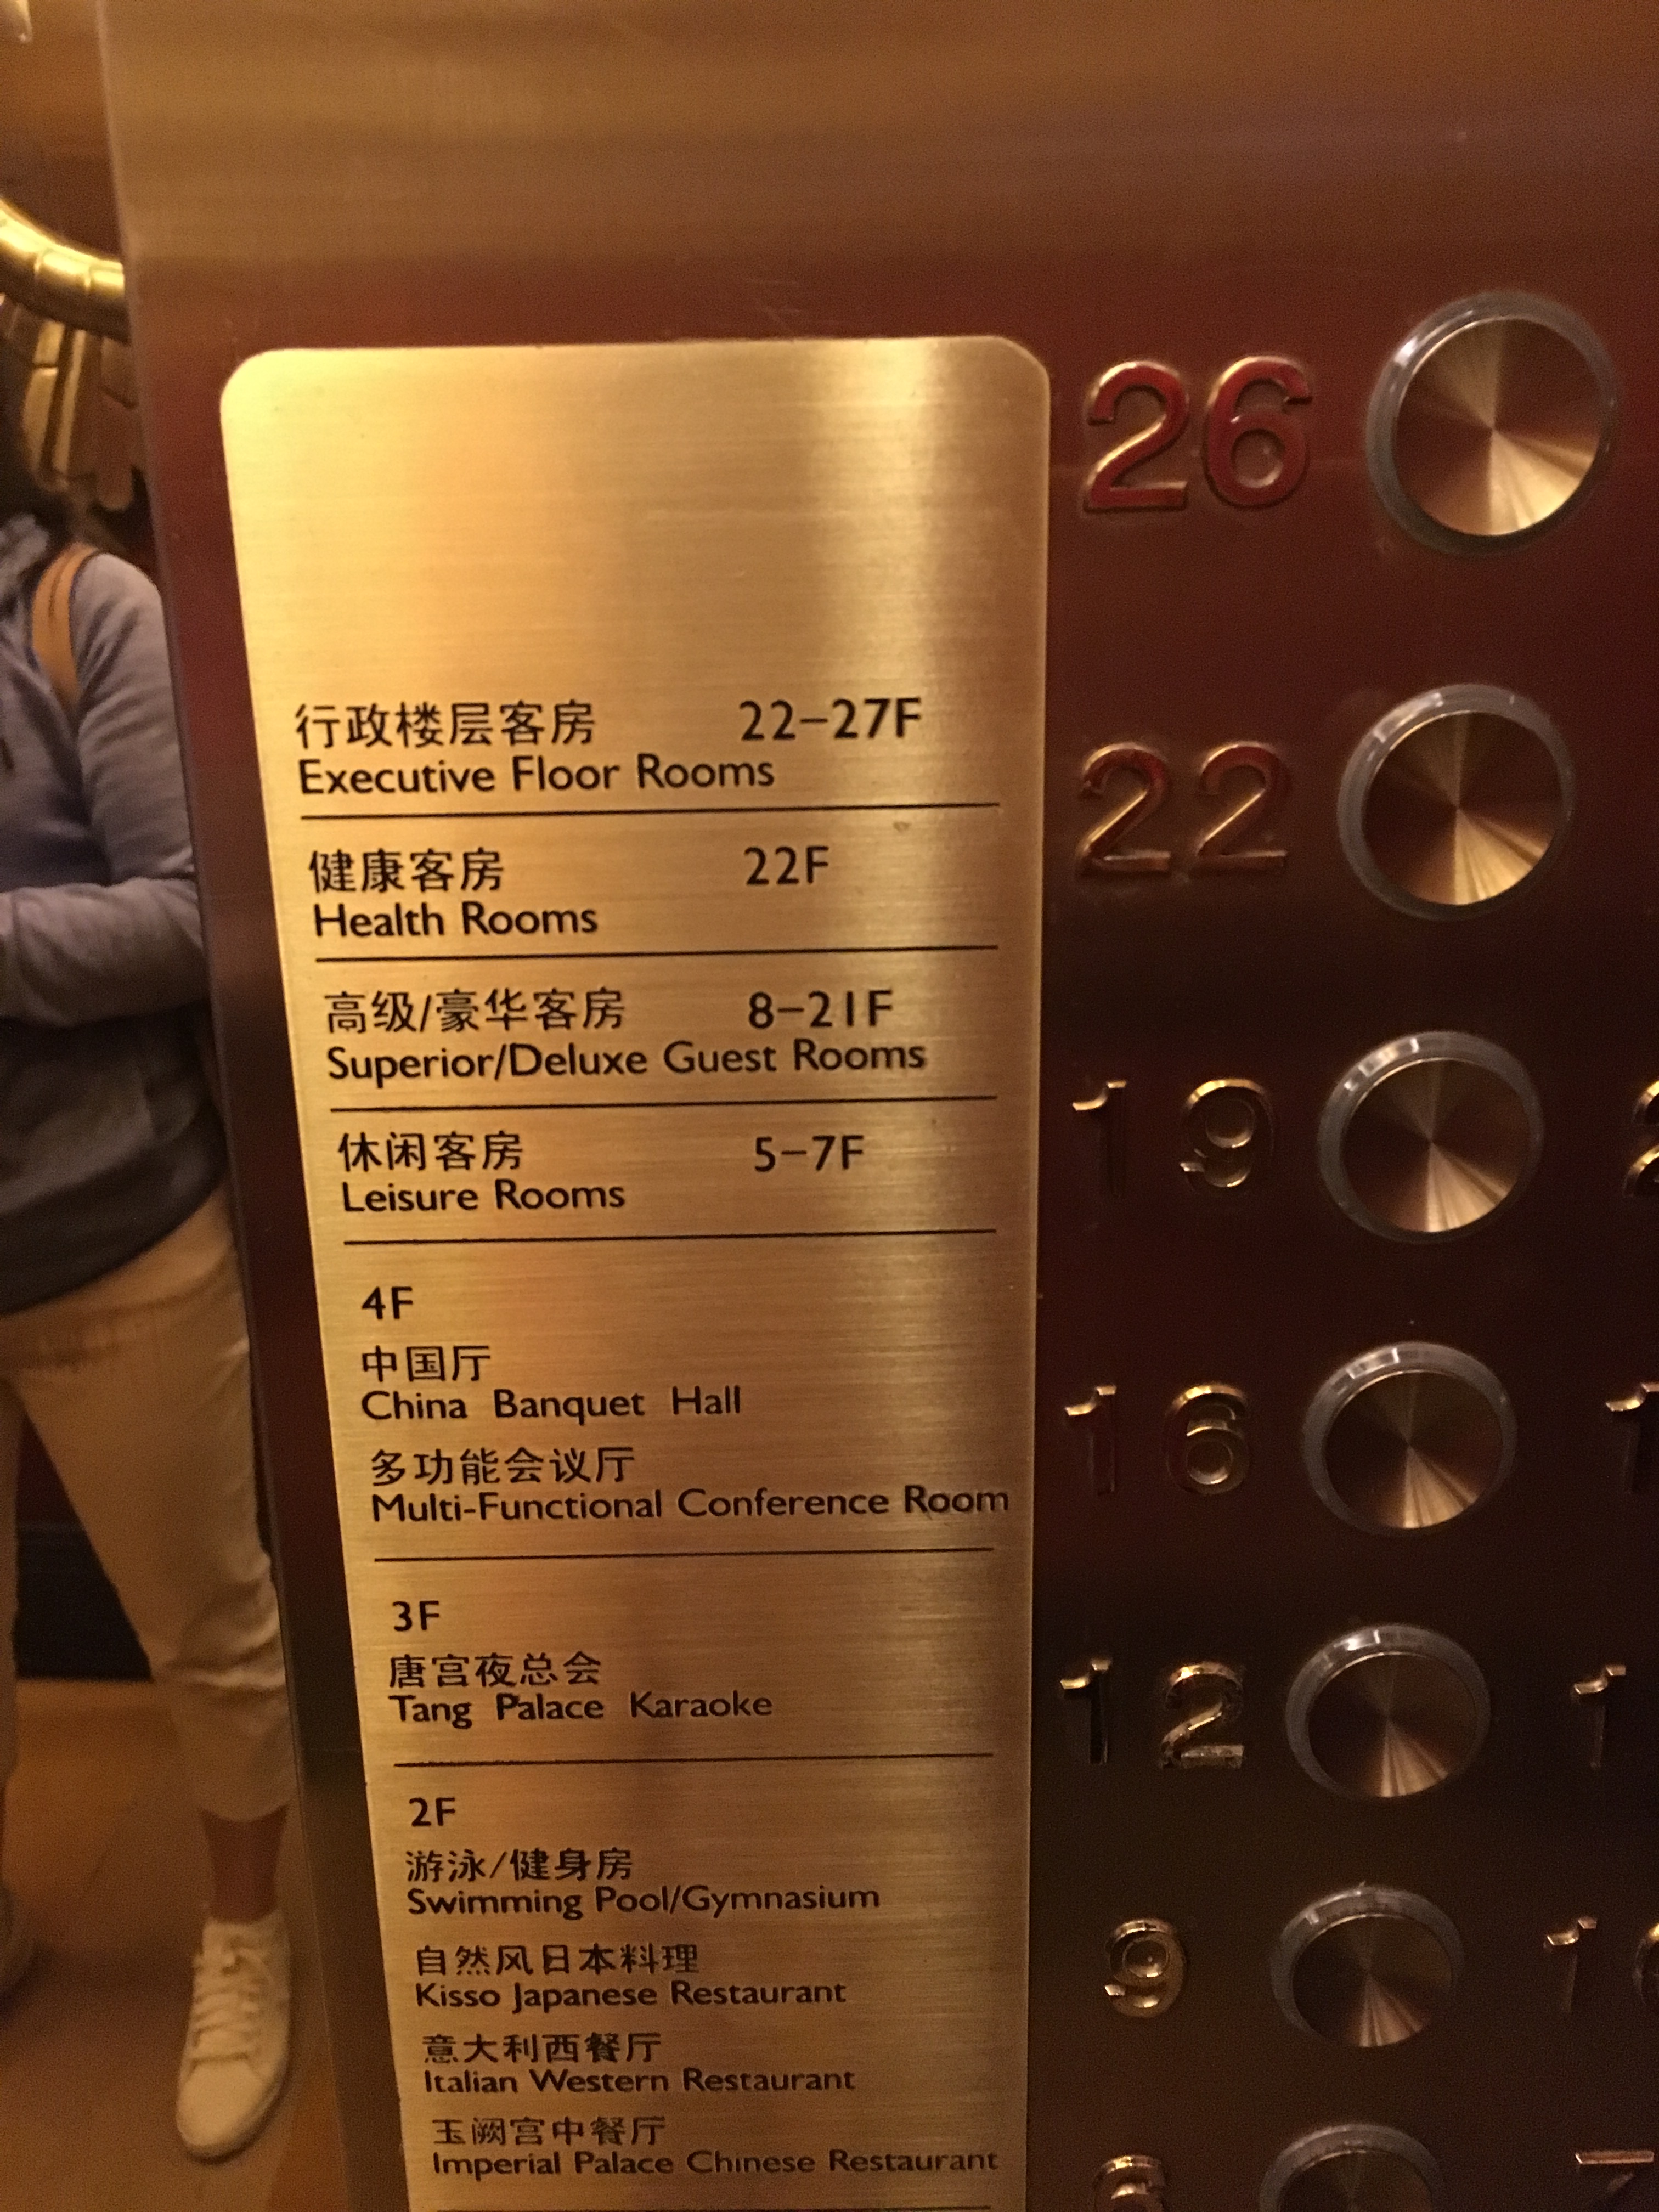 行政楼层客房 22-27F
Executive Floor Rooms
健康客房 22F
Health Rooms
高级/豪华客房 8-21F
Superior/Deluxe Guest Rooms
休闲客房 5-7F
Leisure Rooms
4F
中国厅
China Banquet Hall
多功能会议厅
Multi-Functional Conference Room
3F
唐宫夜总会
Tang Palace Karaoke
2F
游泳/健身房
Swimming Pool/Gymnasium
自然风日本料理
Kisso Japanese Restaurant
意大利西餐厅
Italian Western Restaurant
玉阙宫中餐厅
Imperial Palace Chinese Restaurant
26
22
19
16
12
9